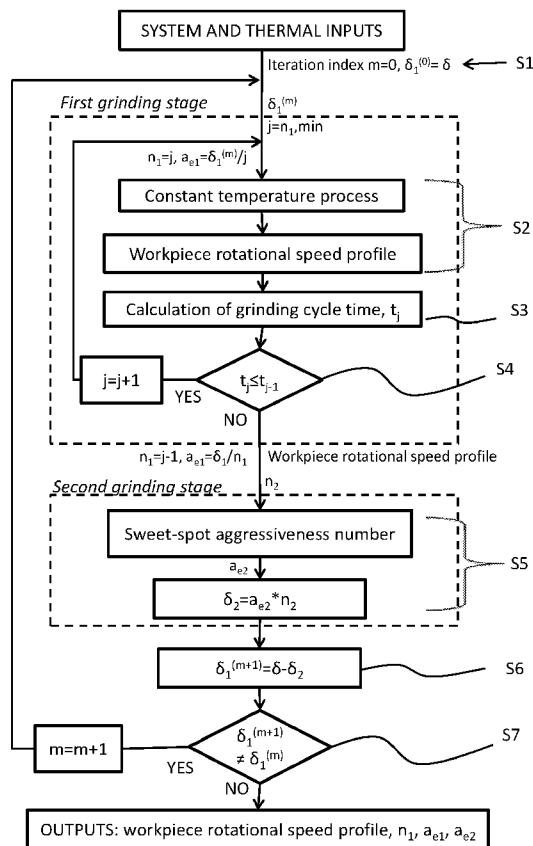 SYSTEM AND THERMAL INPUTS
Iteration index m=0, δ₁⁽⁰⁾= δ
S1
First grinding stage
δ₁⁽ᵐ⁾
j=n₁,min
n₁=j, aₑ₁=δ₁⁽ᵐ⁾/j
Constant temperature process
S2
Workpiece rotational speed profile
Calculation of grinding cycle time, tⱼ
S3
S4
j=j+1
tⱼ≤tⱼ₋₁
YES
NO
n₁=j-1, aₑ₁=δ₁/n₁
Workpiece rotational speed profile
Second grinding stage
n₂
Sweet-spot aggressiveness number
aₑ₂
S5
δ₂=aₑ₂*n₂
δ₁⁽ᵐ⁺¹⁾=δ-δ₂
S6
δ₁⁽ᵐ⁺¹⁾
≠ δ₁⁽ᵐ⁾
S7
m=m+1
YES
NO
OUTPUTS: workpiece rotational speed profile, n₁, aₑ₁, aₑ₂